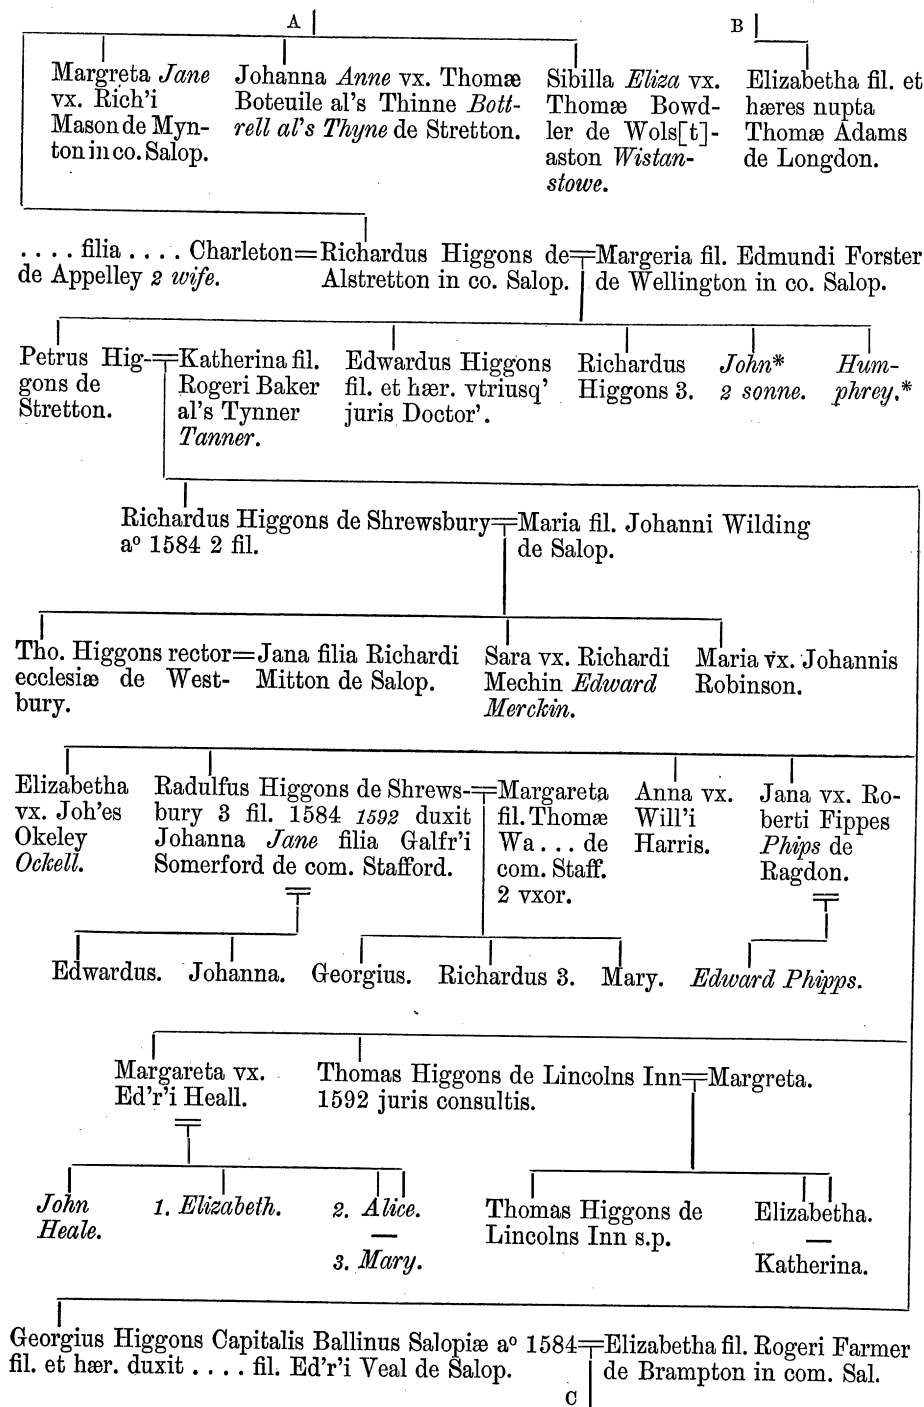 A
B
Margreta Jane
vx. Rich'i
Mason de Myn-
ton in co. Salop.
Johanna Anne vx. Thomæ
Boteuile al's Thinne Bott-
rell al's Thyne de Stretton.
Sibilla Eliza vx.
Thomæ Bowd-
ler de Wols[t]-
aston Wistan-
stowe.
Elizabetha fil. et
hæres nupta
Thomæ Adams
de Longdon.
. . . . filia . . . . Charleton=Richardus Higgons de=Margeria fil. Edmundi Forster
de Appelley 2 wife.
Alstretton in co. Salop.
de Wellington in co. Salop.
Petrus Hig-
gons de
Stretton.
=Katherina fil.
Rogeri Baker
al's Tynner
Tanner.
Edwardus Higgons
fil. et hær. vtriusq'
juris Doctor'.
Richardus
Higgons 3.
John*
2 sonne.
Hum-
phrey.*
Richardus Higgons de Shrewsbury=Maria fil. Johanni Wilding
aº 1584 2 fil.
de Salop.
Tho. Higgons rector=Jana filia Richardi
ecclesiæ de West-
bury.
Mitton de Salop.
Sara vx. Richardi
Mechin Edward
Merckin.
Maria vx. Johannis
Robinson.
Elizabetha
vx. Joh'es
Okeley
Ockell.
Radulfus Higgons de Shrews-
bury 3 fil. 1584 1592 duxit
Johanna Jane filia Galfr'i
Somerford de com. Stafford.
=Margareta
fil. Thomæ
Wa . . . de
com. Staff.
2 vxor.
Anna vx.
Will'i
Harris.
Jana vx. Ro-
berti Fippes
Phips de
Ragdon.
Edwardus.
Johanna.
Georgius.
Richardus 3.
Mary.
Edward Phipps.
Margareta vx.
Ed'r'i Heall.
Thomas Higgons de Lincolns Inn=Margreta.
1592 juris consultis.
John
Heale.
1. Elizabeth.
2. Alice.
3. Mary.
Thomas Higgons de
Lincolns Inn s.p.
Elizabetha.
Katherina.
Georgius Higgons Capitalis Ballinus Salopiæ aº 1584=Elizabetha fil. Rogeri Farmer
fil. et hær. duxit . . . . fil. Ed'r'i Veal de Salop.
de Brampton in com. Sal.
C